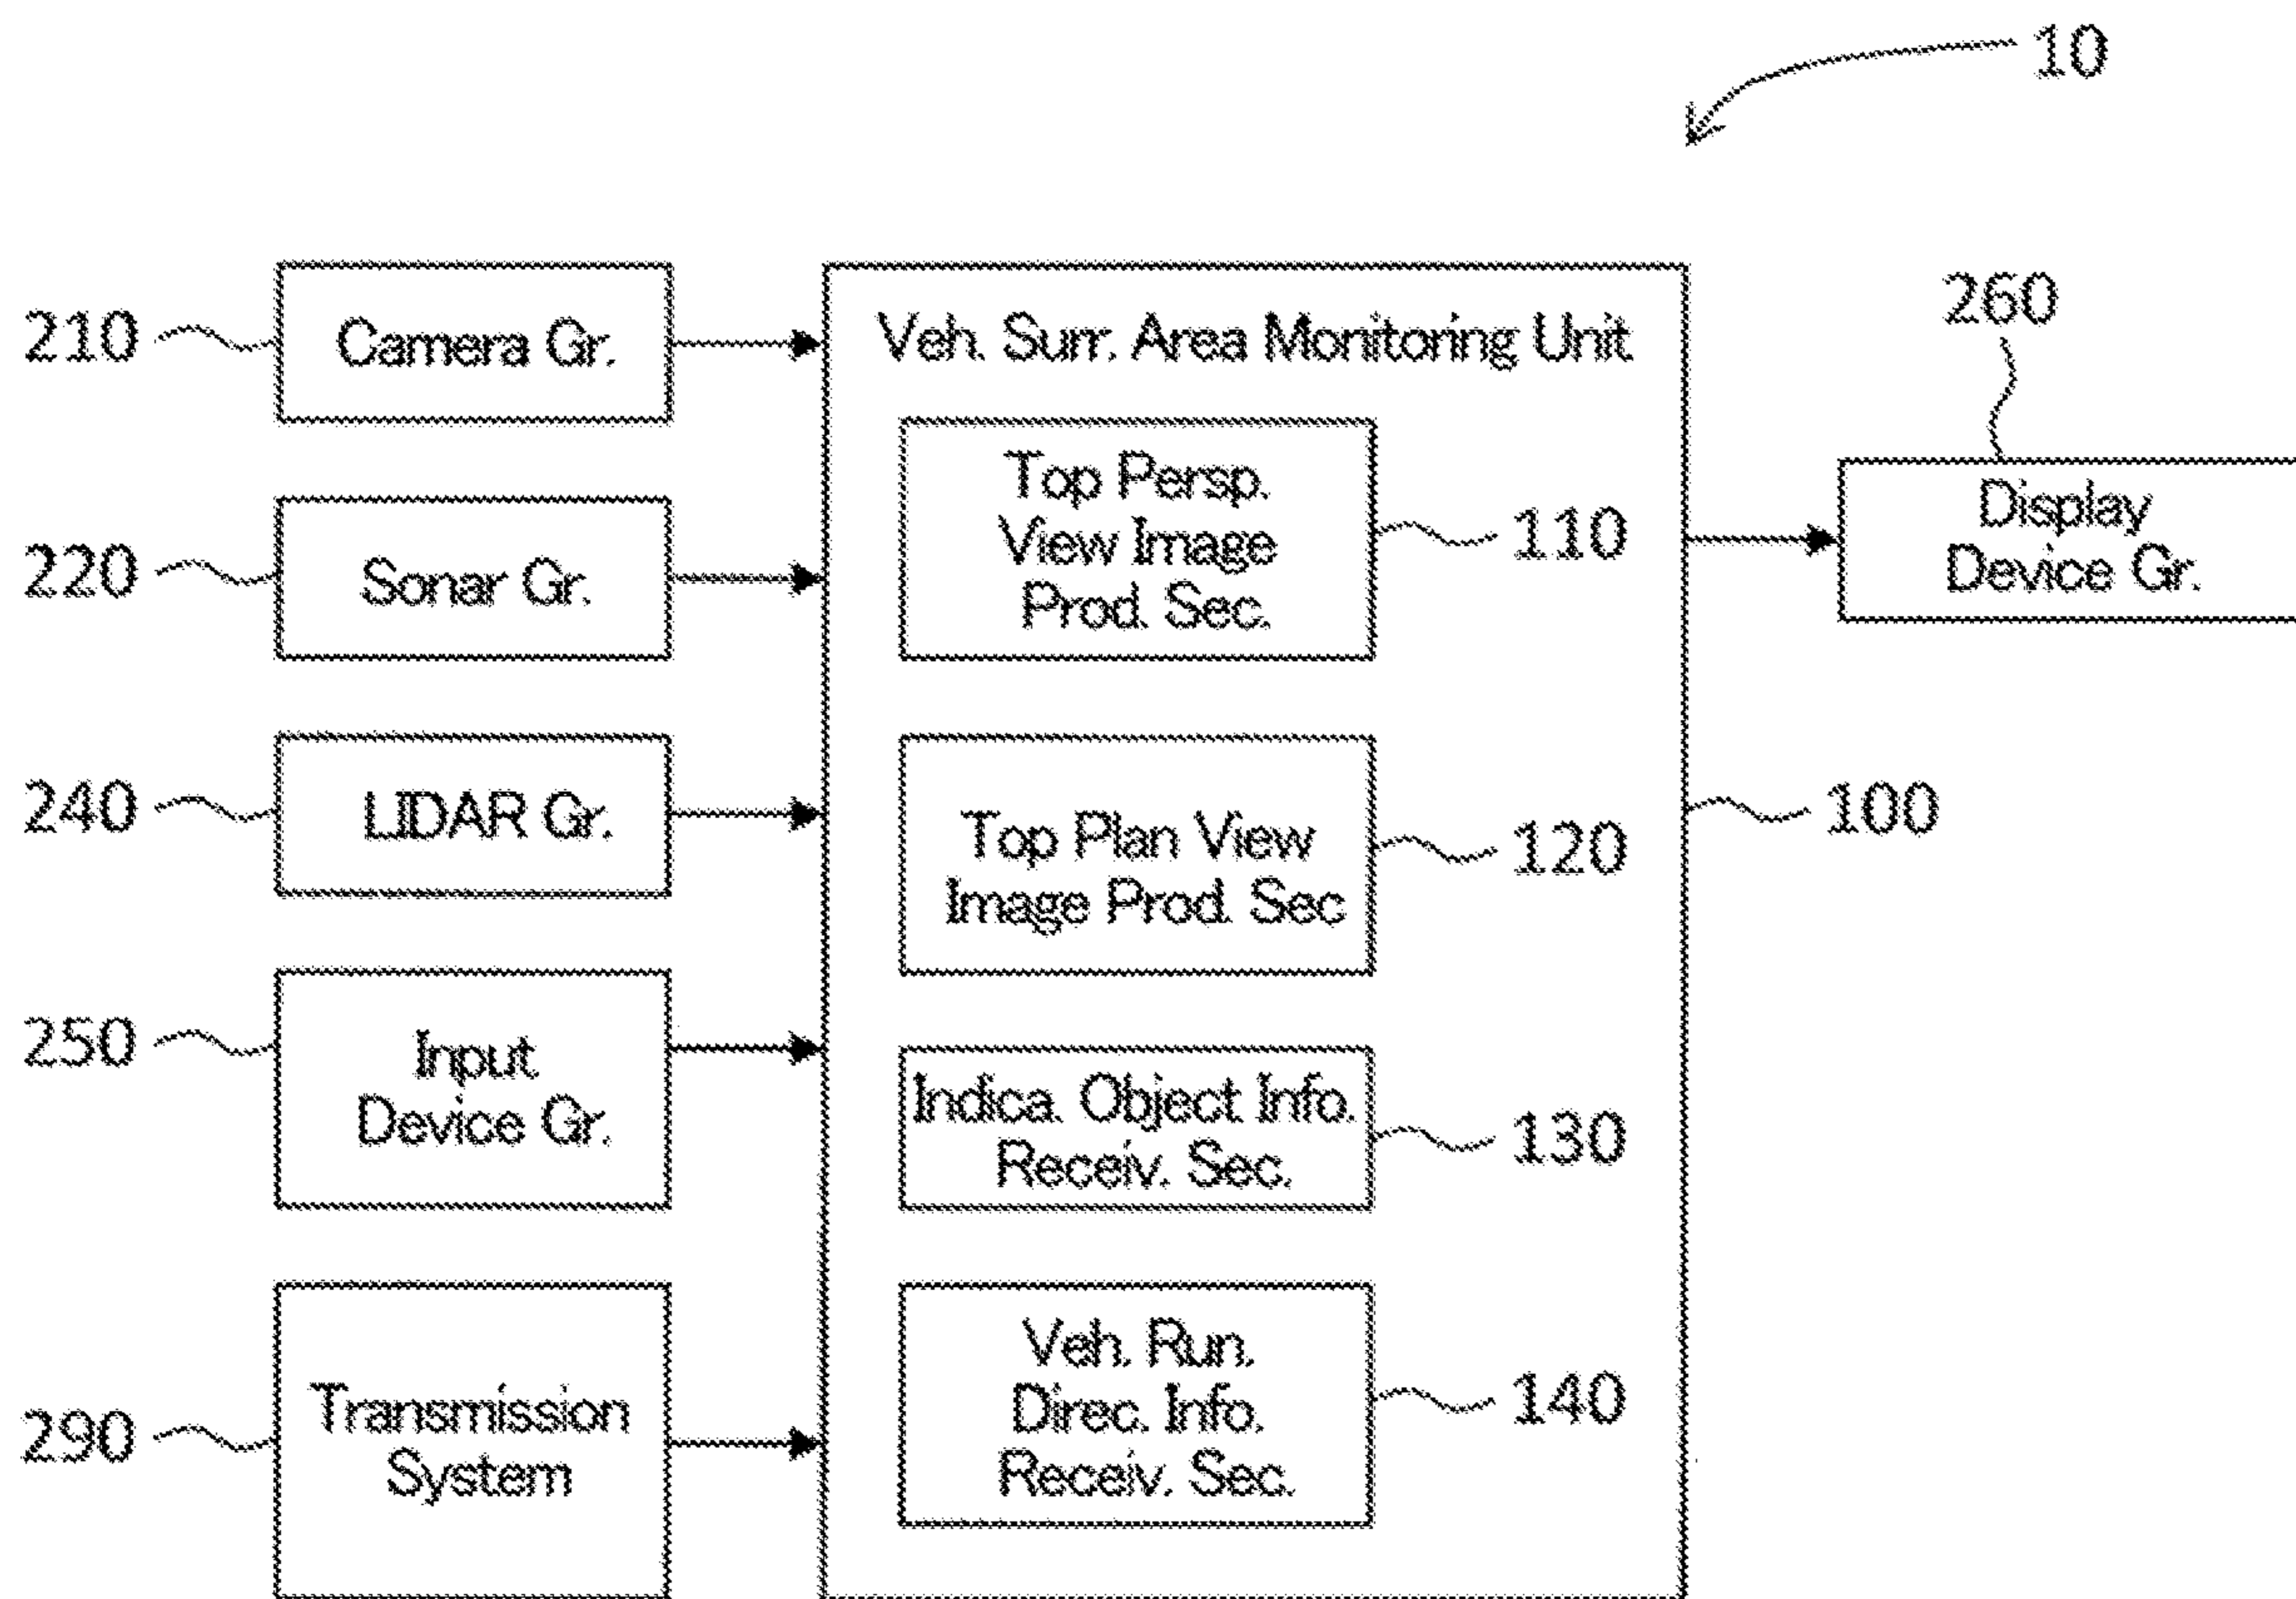 10
210
Camera Gr.
Veh. Surr. Area Monitoring Unit
260
Top Persp.
View Image
Prod. Sec.
110
Display
Device Gr.
220
Sonar Gr.
240
LIDAR Gr.
Top Plan View
Image Prod. Sec
120
100
250
Input
Device Gr.
Indica. Object Info.
Receiv. Sec.
130
290
Transmission
System
Veh. Run.
Direc. Info.
Receiv. Sec.
140